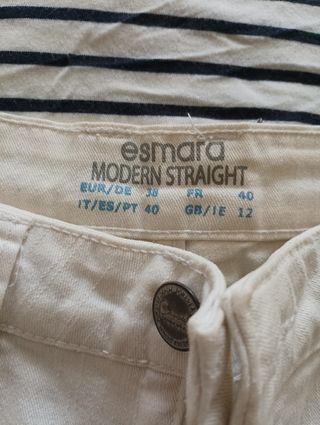 esmara
MODERN STRAIGHT
EUR/DE 38 FR 40
IT/ES/PT 40 GB/IE 12